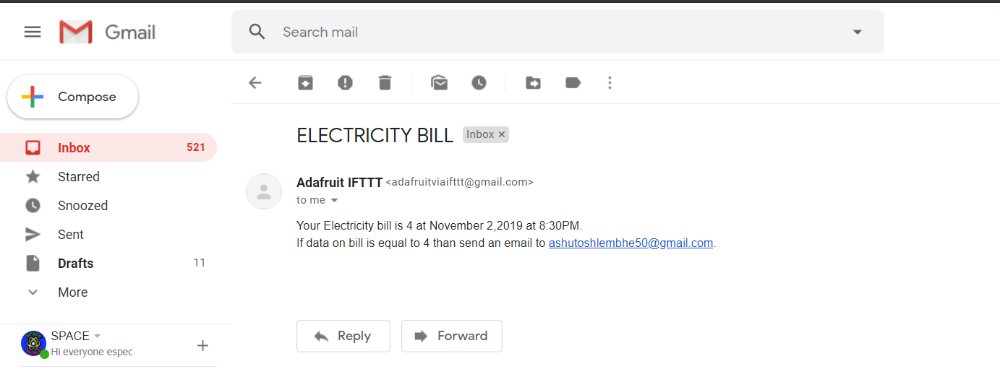 Gmail
Search mail
Compose
Inbox 521
Starred
Snoozed
Sent
Drafts 11
More
SPACE
Hi everyone espec
ELECTRICITY BILL Inbox ×
Adafruit IFTTT <adafruitviaifttt@gmail.com>
to me
Your Electricity bill is 4 at November 2,2019 at 8:30PM.
If data on bill is equal to 4 than send an email to ashutoshlembhe50@gmail.com.
Reply Forward